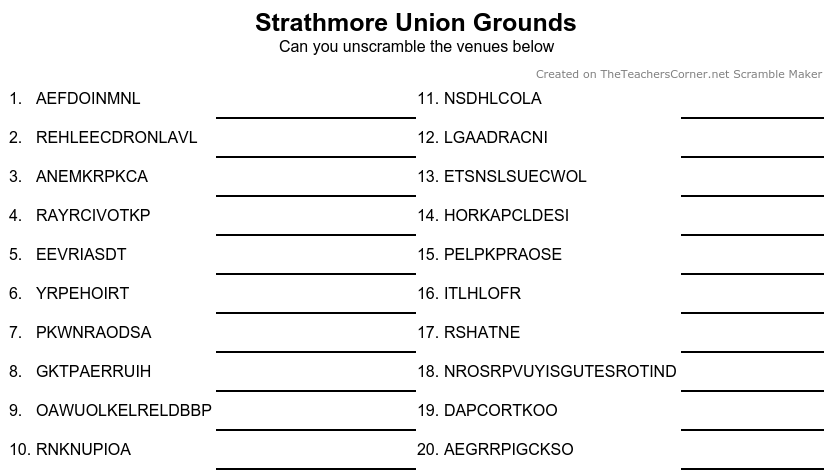 Strathmore Union Grounds
Can you unscramble the venues below
Created on TheTeachersCorner.net Scramble Maker
1. AEFDOINMNL
2. REHLEECDRONLAVL
3. ANEMKRPKCA
4. RAYRCIVOTKP
5. EEVRIASDT
6. YRPEHOIRT
7. PKWNRAODSA
8. GKTPAERRUIH
9. OAWUOLKELRELDBBP
10. RNKNUPIOA
11. NSDHLCOLA
12. LGAADRACNI
13. ETSNSLSUECWOL
14. HORKAPCLDESI
15. PELPKPRAOSE
16. ITLHLOFR
17. RSHATNE
18. NROSRPVUYISGUTESROTIND
19. DAPCORTKOO
20. AEGRRPIGCKSO